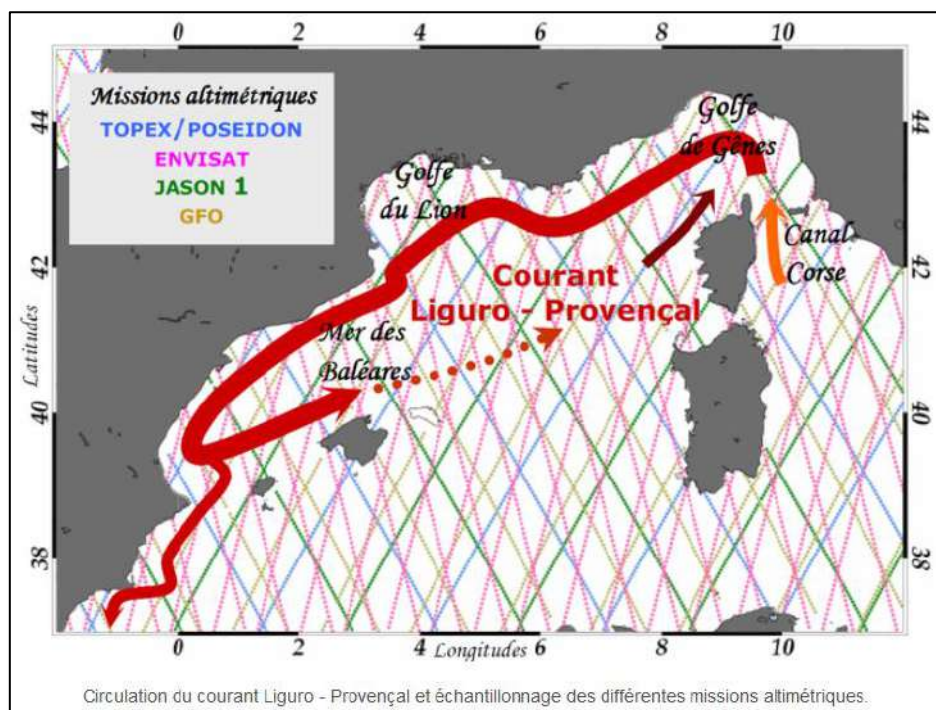 0 2 4 6 8 10
Missions altimétriques
TOPEX/POSEIDON
ENVISAT
JASON 1
GFO
Golfe
de Gênes
Golfe
du Lion
Canal
Corse
Courant
Liguro - Provençal
Mer des
Baléares
Latitudes
44
42
40
38
44
42
40
38
0 2 4 6 8 10
Longitudes
Circulation du courant Liguro - Provençal et échantillonnage des différentes missions altimétriques.